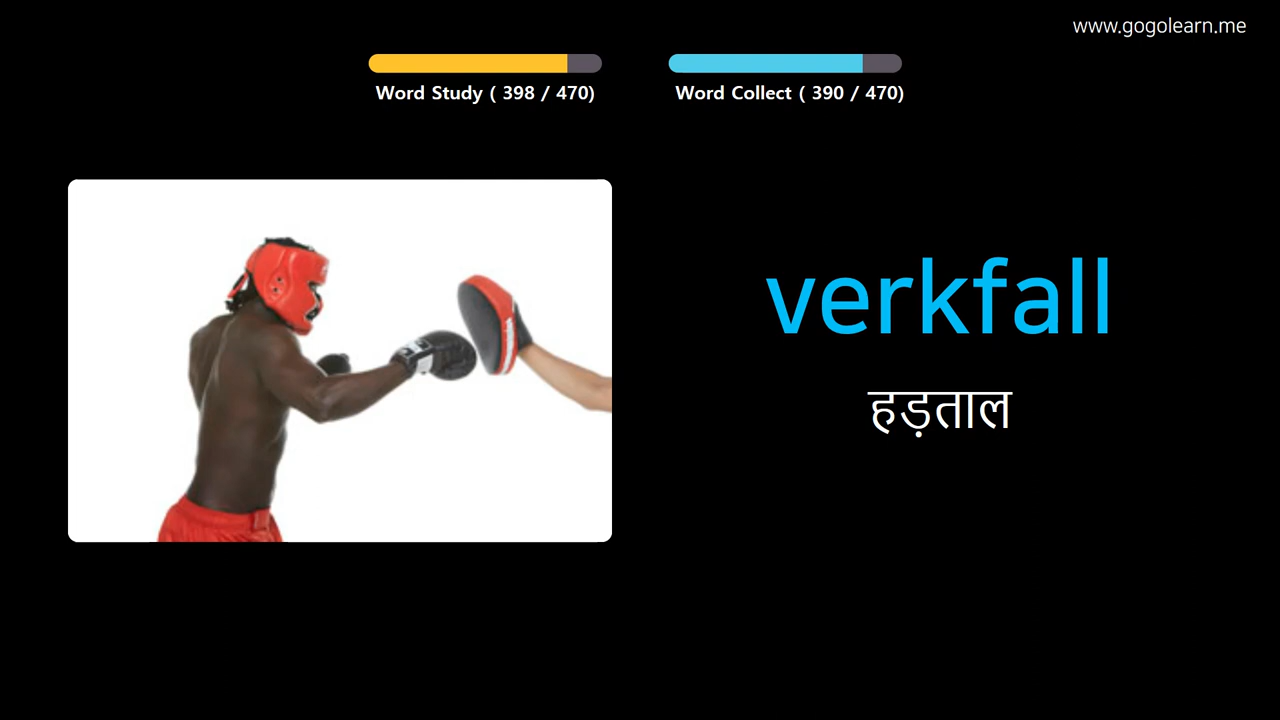 www.gogolearn.me
Word Study ( 398 / 470)
Word Collect ( 390 / 470)
verkfall
हड़ताल